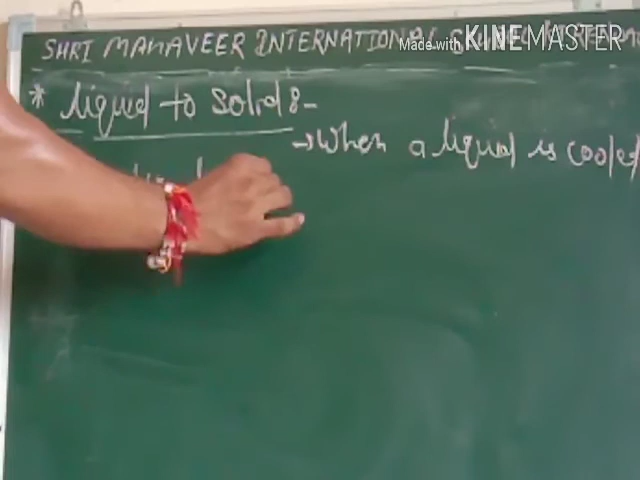 SHRI MAHAVEER INTERNATIONAL
Made with KINEMASTER
* liquid to solid :-
→ When a liquid is cooled